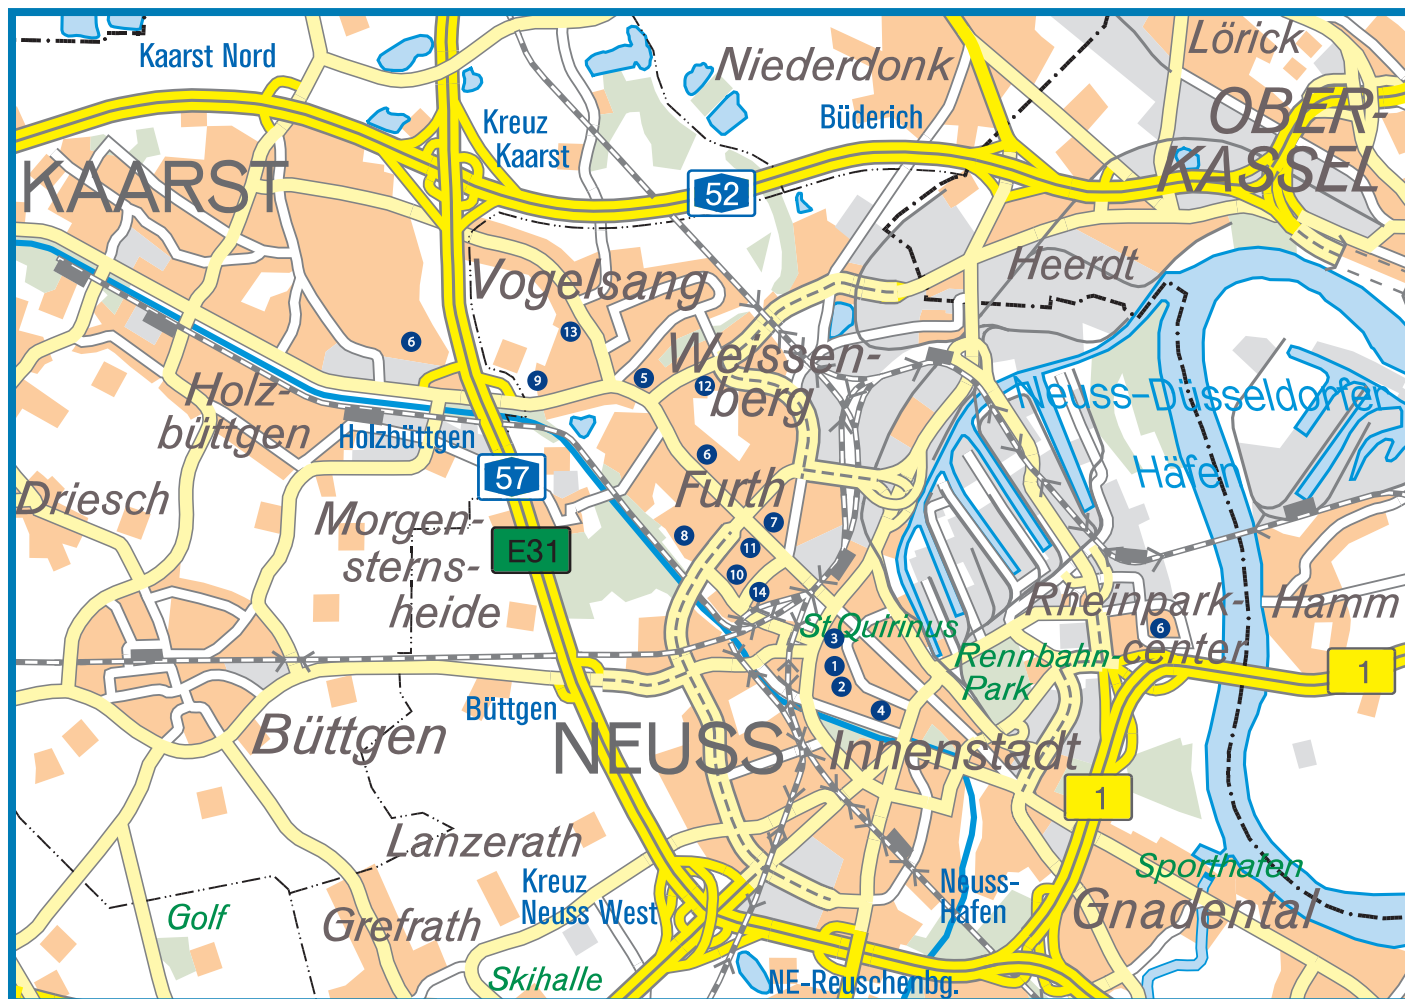 Lörick
Kaarst Nord
Niederdonk
OBER-
KASSEL
Kreuz
Kaarst
Büderich
KAARST
52
Vogelsang
Heerdt
13
6
Weissen-
berg
9
5
12
Holz-
büttgen
Neuss-Düsseldorfer
Häfen
Holzbüttgen
6
57
Furth
Driesch
Morgen-
sterns-
heide
7
8
E31
11
10
14
Rheinpark-
center
Hamm
St Quirinus
3
6
Rennbahn-
Park
1
2
1
4
Büttgen
Büttgen
NEUSS
Innenstadt
1
Lanzerath
Sporthafen
Kreuz
Neuss West
Neuss-
Hafen
Gnadental
Golf
Grefrath
Skihalle
NE-Reuschenbg.